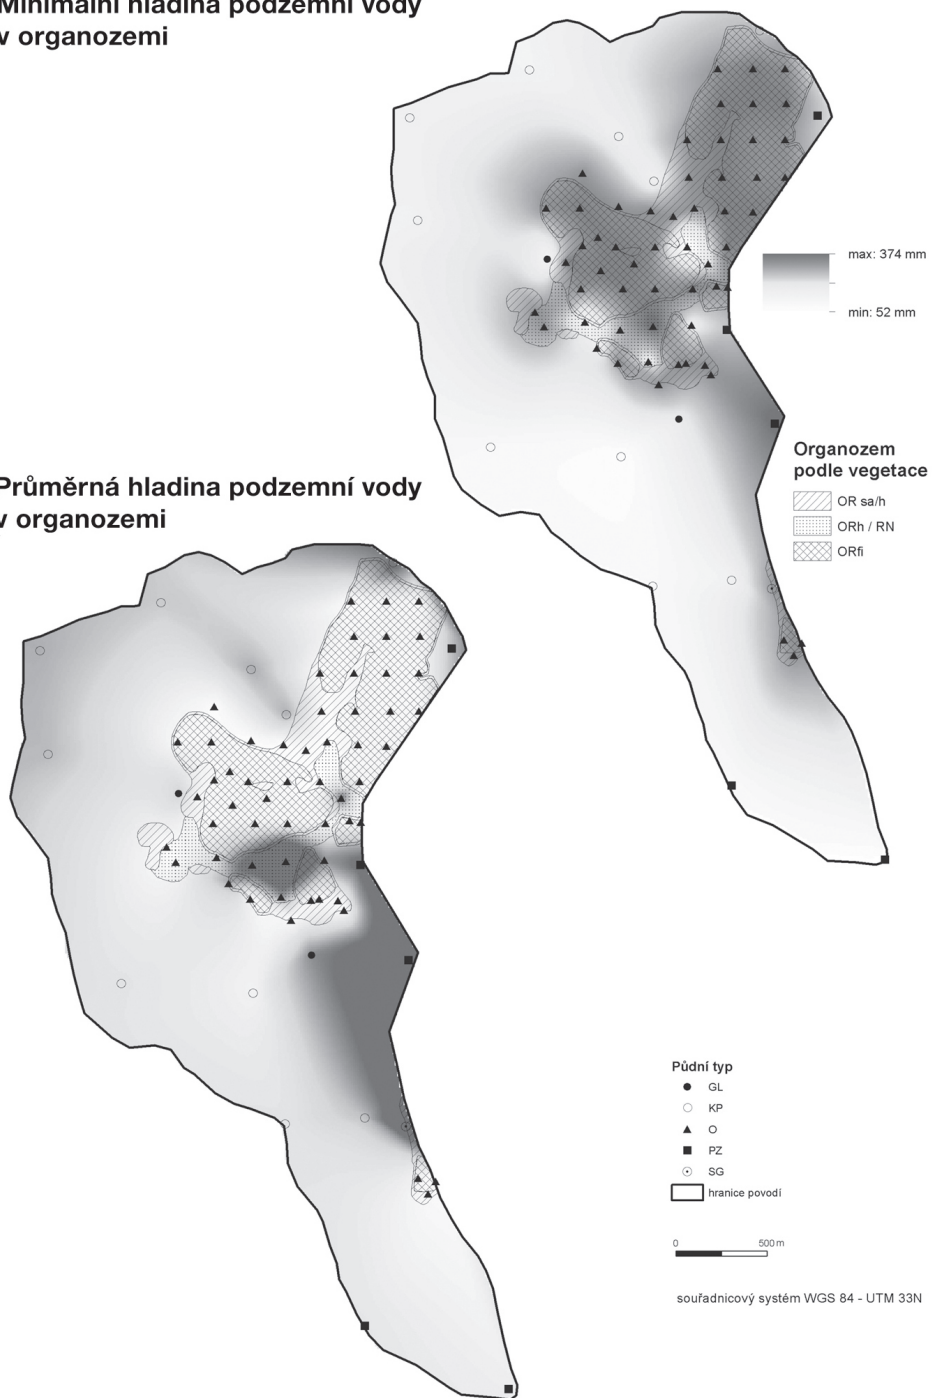 Minimální hladina podzemní vody
v organozemi
max: 374 mm
min: 52 mm
Organozem
podle vegetace
OR sa/h
ORh / RN
ORfi
Průměrná hladina podzemní vody
v organozemi
Půdní typ
GL
KP
O
PZ
SG
hranice povodí
0 500 m
souřadnicový systém WGS 84 - UTM 33N